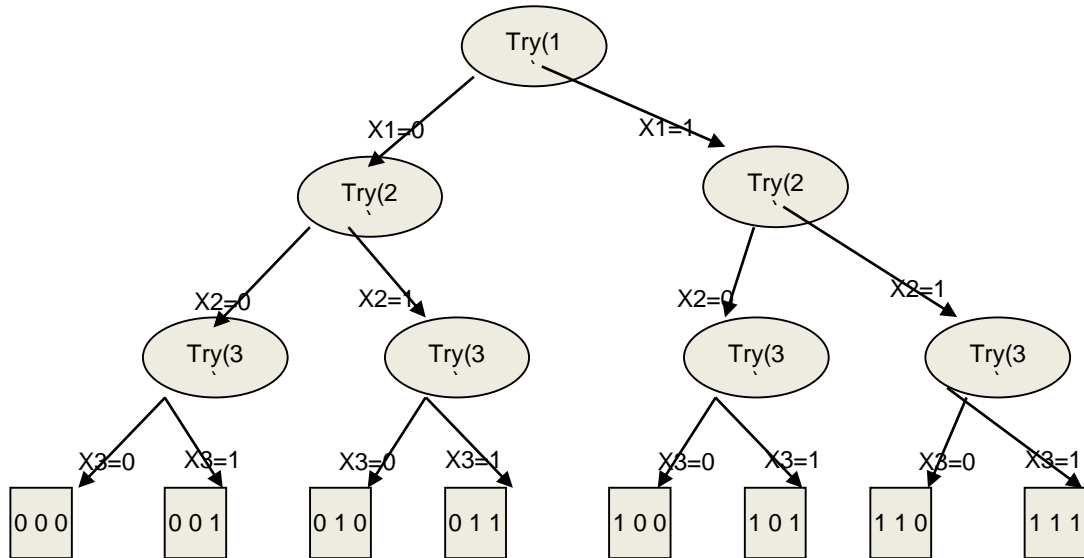 Try(1
X1=0
X1=1
Try(2
Try(2
X2=0
X2=1
X2=0
X2=1
Try(3
Try(3
Try(3
Try(3
X3=0
X3=1
X3=0
X3=1
X3=0
X3=1
X3=0
X3=1
0 0 0
0 0 1
0 1 0
0 1 1
1 0 0
1 0 1
1 1 0
1 1 1